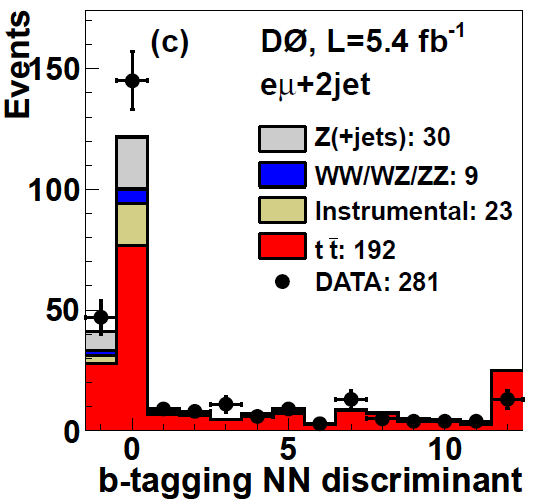 Events
150
100
50
0
(c)
DØ, L=5.4 fb⁻¹
eμ+2jet
Z(+jets): 30
WW/WZ/ZZ: 9
Instrumental: 23
t t̄: 192
DATA: 281
0 5 10
b-tagging NN discriminant